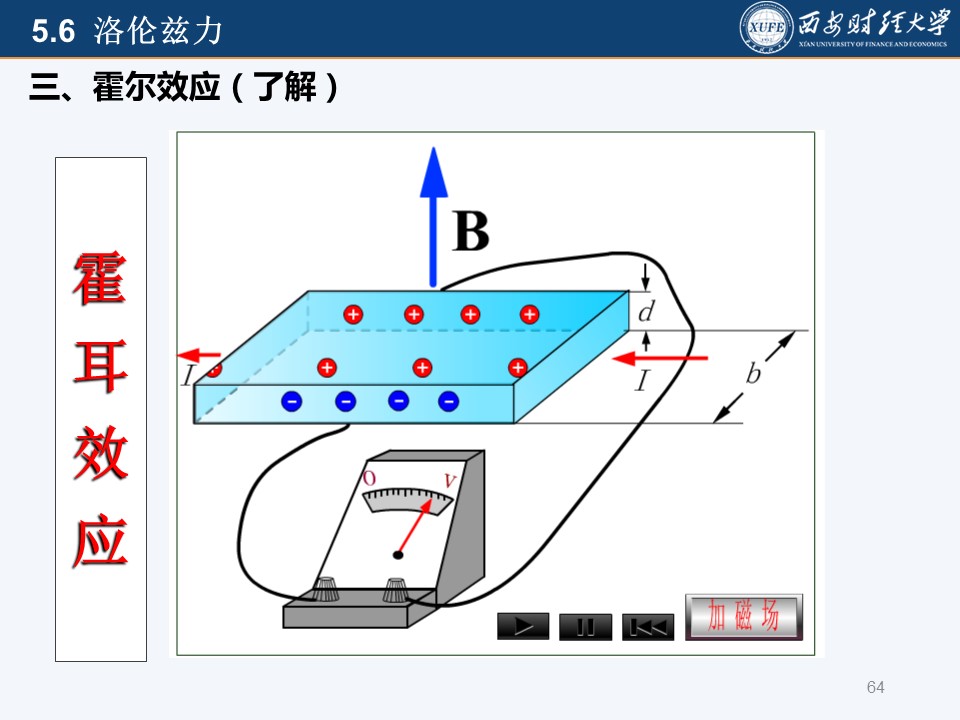 5.6 洛伦兹力
XUFE
西安财经大学
XI'AN UNIVERSITY OF FINANCE AND ECONOMICS
三、霍尔效应（了解）
霍
耳
效
应
B
d
I
I
b
+ + + +
+ + + +
- - - -
0 V
加磁场
64